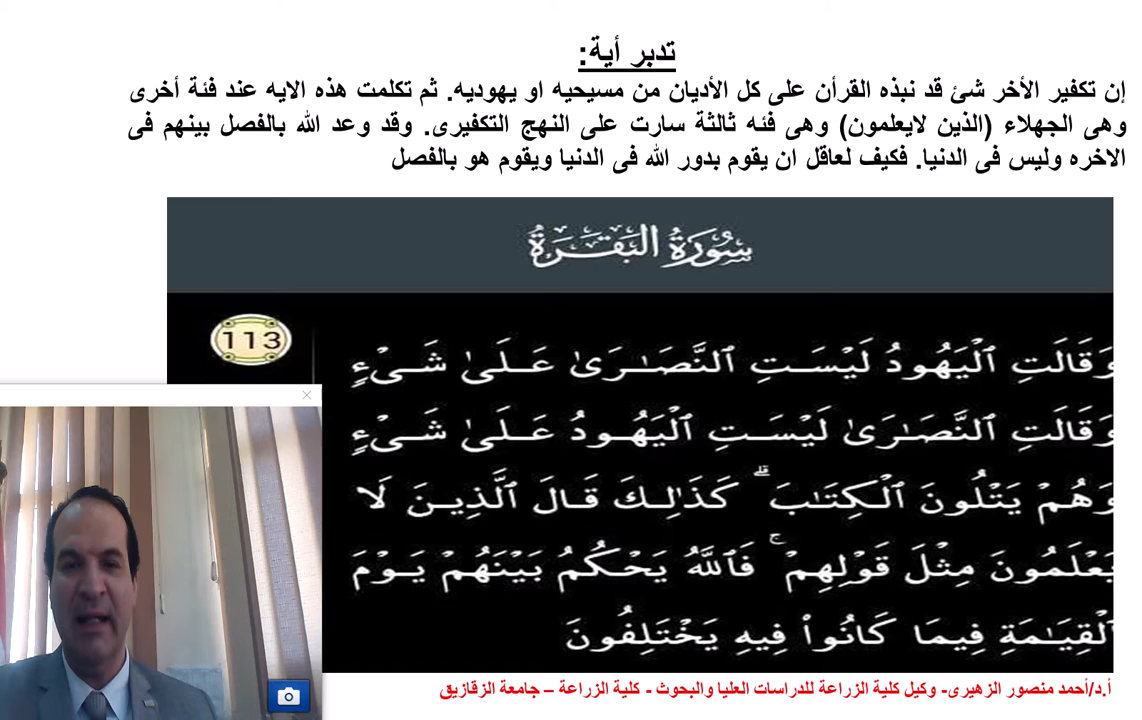 تدبر أية:
إن تكفير الأخر شئ قد نبذه القرأن على كل الأديان من مسيحيه او يهوديه. ثم تكلمت هذه الايه عند فئة أخرى
وهى الجهلاء (الذين لايعلمون) وهى فئه ثالثة سارت على النهج التكفيرى. وقد وعد الله بالفصل بينهم فى
الاخره وليس فى الدنيا. فكيف لعاقل ان يقوم بدور الله فى الدنيا ويقوم هو بالفصل
سُورَةُ البَقَرَةُ
113
وَقَالَتِ ٱلْيَهُودُ لَيْسَتِ ٱلنَّصَـٰرَىٰ عَلَىٰ شَىْءٍ
وَقَالَتِ ٱلنَّصَـٰرَىٰ لَيْسَتِ ٱلْيَهُودُ عَلَىٰ شَىْءٍ
وَهُمْ يَتْلُونَ ٱلْكِتَـٰبَ ۗ كَذَٰلِكَ قَالَ ٱلَّذِينَ لَا
يَعْلَمُونَ مِثْلَ قَوْلِهِمْ ۚ فَٱللَّهُ يَحْكُمُ بَيْنَهُمْ يَوْمَ
ٱلْقِيَـٰمَةِ فِيمَا كَانُوا۟ فِيهِ يَخْتَلِفُونَ
أ.د/أحمد منصور الزهيرى- وكيل كلية الزراعة للدراسات العليا والبحوث - كلية الزراعة – جامعة الزقازيق